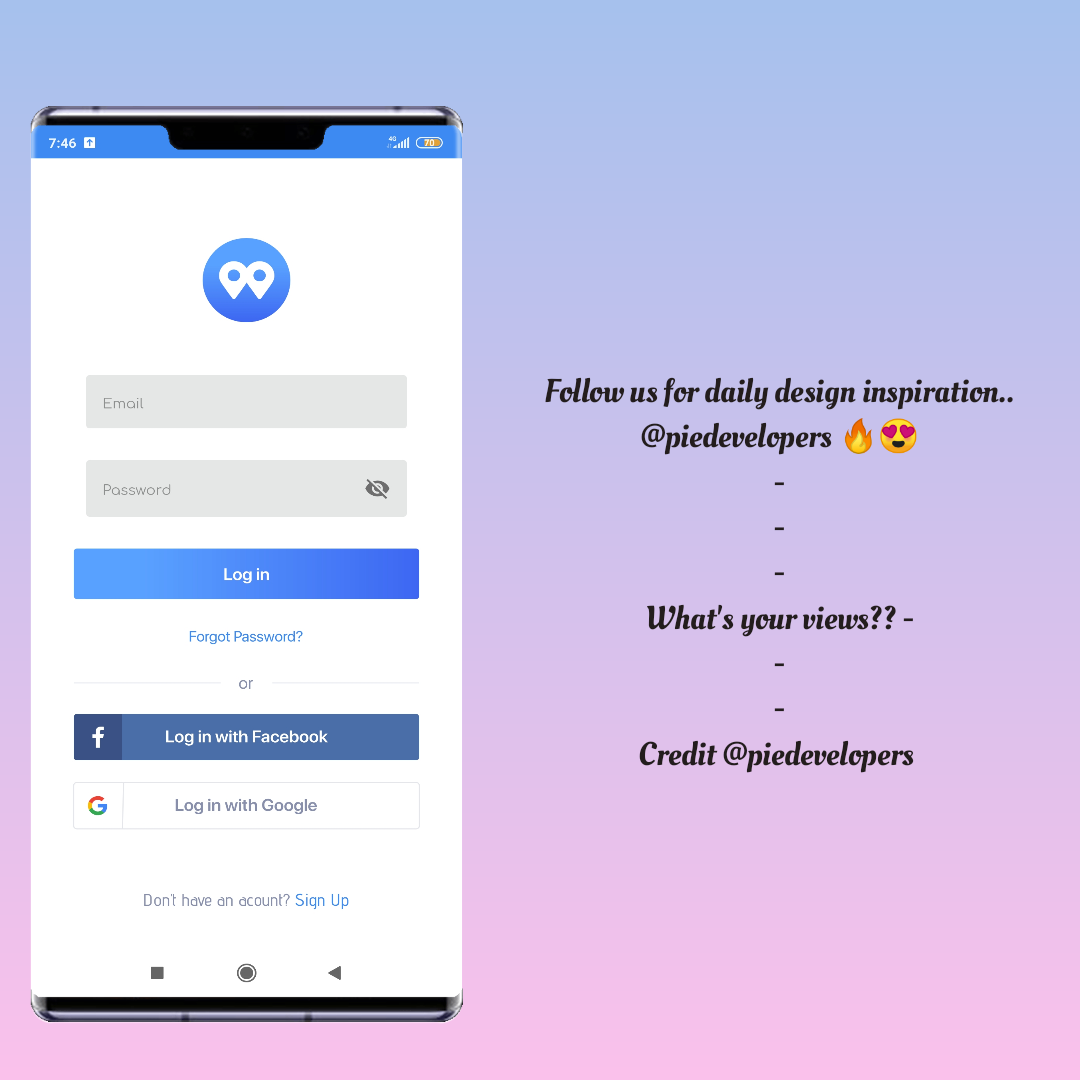 7:46
4G
70
Email
Password
Log in
Forgot Password?
or
Log in with Facebook
Log in with Google
Don't have an acount? Sign Up
Follow us for daily design inspiration..
@piedevelopers 🔥😍
-
-
-
What's your views?? -
-
-
Credit @piedevelopers